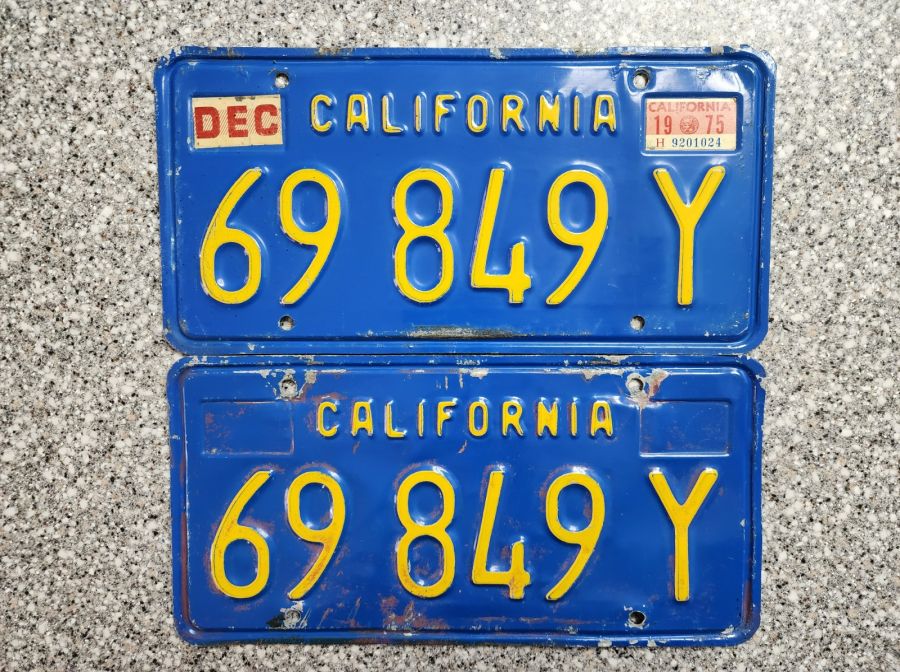 DEC CALIFORNIA CALIFORNIA
19 75
H 9201024
69 849 Y
CALIFORNIA
69 849 Y